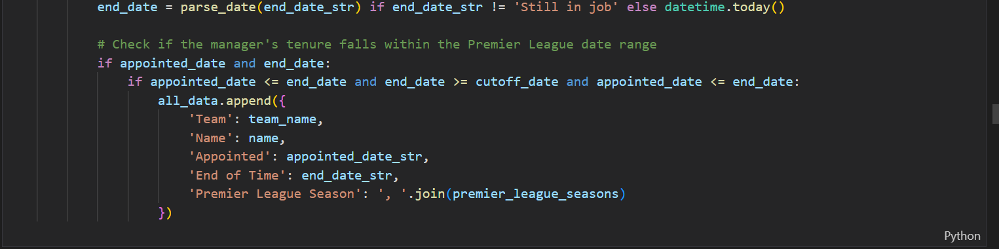 end_date = parse_date(end_date_str) if end_date_str != 'Still in job' else datetime.today()
# Check if the manager's tenure falls within the Premier League date range
if appointed_date and end_date:
if appointed_date <= end_date and end_date >= cutoff_date and appointed_date <= end_date:
all_data.append({
'Team': team_name,
'Name': name,
'Appointed': appointed_date_str,
'End of Time': end_date_str,
'Premier League Season': ', '.join(premier_league_seasons)
})
Python